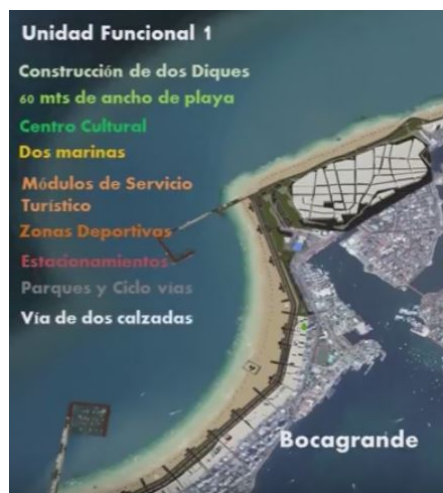 Unidad Funcional 1
Construcción de dos Diques
60 mts de ancho de playa
Centro Cultural
Dos marinas
Módulos de Servicio
Turístico
Zonas Deportivas
Estacionamientos
Parques y Ciclo vías
Vía de dos calzadas
Bocagrande